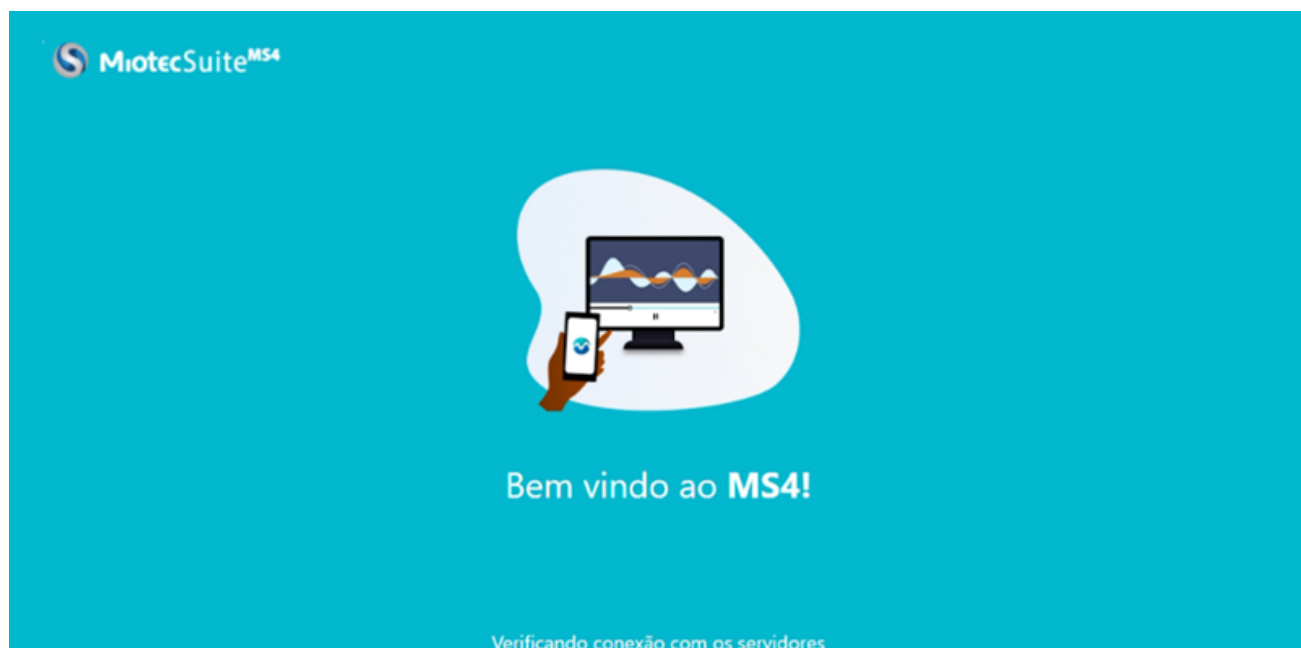 MiotecSuite MS4
Bem vindo ao MS4!
Verificando conexão com os servidores